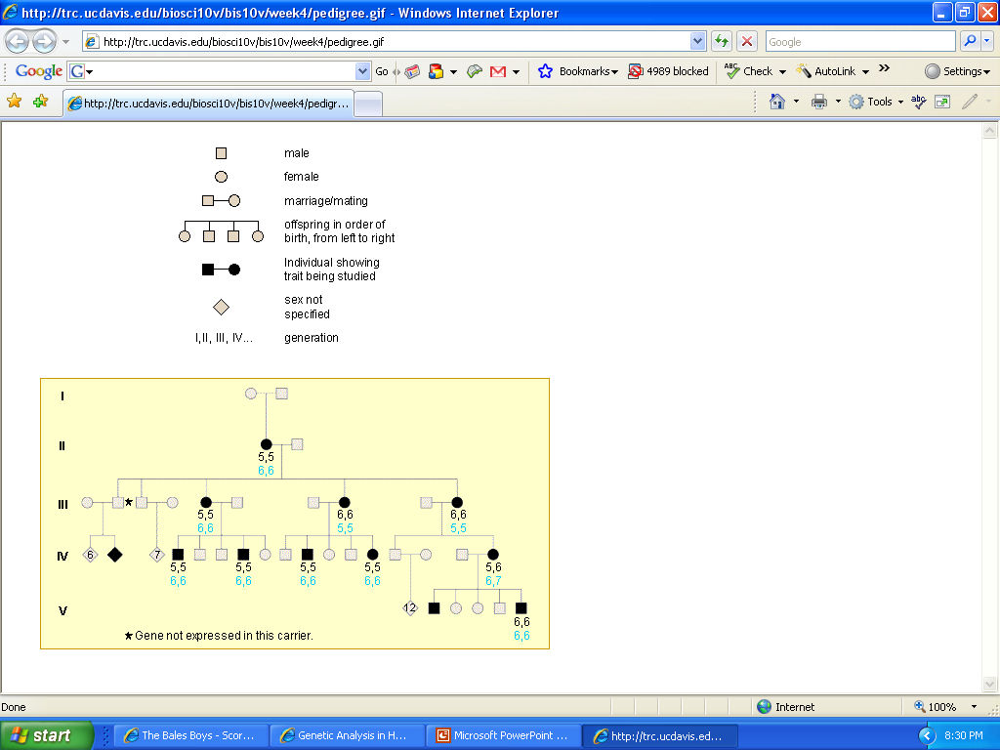 http://trc.ucdavis.edu/biosci10v/bis10v/week4/pedigree.gif - Windows Internet Explorer
http://trc.ucdavis.edu/biosci10v/bis10v/week4/pedigree.gif
Google
Google G Go Bookmarks 4989 blocked ABC Check AutoLink » Settings
http://trc.ucdavis.edu/biosci10v/bis10v/week4/pedigr... Tools abc
male
female
marriage/mating
offspring in order of
birth, from left to right
Individual showing
trait being studied
sex not
specified
I,II, III, IV... generation
I
II
5,5
6,6
III
5,5 6,6 6,6
6,6 5,5 5,5
IV 6 7
5,5 5,5 5,5 5,5 5,6
6,6 6,6 6,6 6,6 6,7
V 12
6,6
6,6
★ Gene not expressed in this carrier.
Done Internet 100%
start The Bales Boys - Scor... Genetic Analysis in H... Microsoft PowerPoint ... http://trc.ucdavis.ed... 8:30 PM